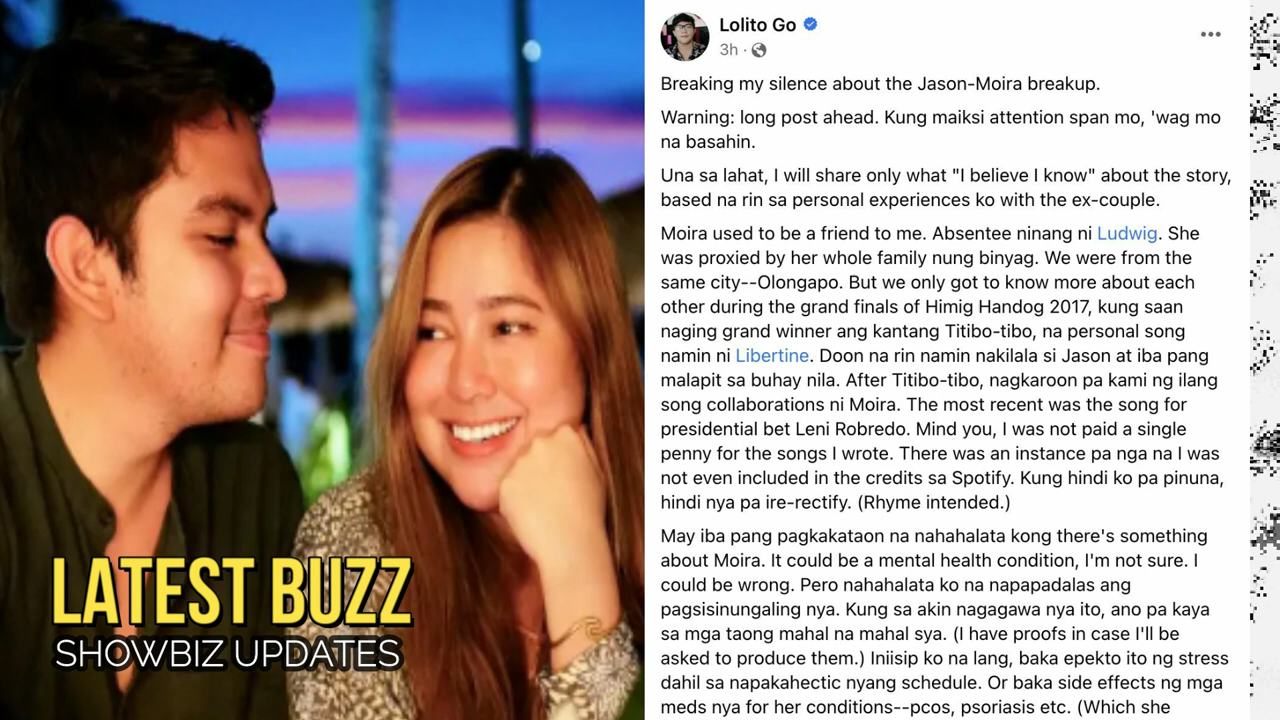 LATEST BUZZ
SHOWBIZ UPDATES
Lolito Go
3h ·
Breaking my silence about the Jason-Moira breakup.
Warning: long post ahead. Kung maiksi attention span mo, 'wag mo
na basahin.
Una sa lahat, I will share only what "I believe I know" about the story,
based na rin sa personal experiences ko with the ex-couple.
Moira used to be a friend to me. Absentee ninang ni Ludwig. She
was proxied by her whole family nung binyag. We were from the
same city--Olongapo. But we only got to know more about each
other during the grand finals of Himig Handog 2017, kung saan
naging grand winner ang kantang Titibo-tibo, na personal song
namin ni Libertine. Doon na rin namin nakilala si Jason at iba pang
malapit sa buhay nila. After Titibo-tibo, nagkaroon pa kami ng ilang
song collaborations ni Moira. The most recent was the song for
presidential bet Leni Robredo. Mind you, I was not paid a single
penny for the songs I wrote. There was an instance pa nga na I was
not even included in the credits sa Spotify. Kung hindi ko pa pinuna,
hindi nya pa ire-rectify. (Rhyme intended.)
May iba pang pagkakataon na nahahalata kong there's something
about Moira. It could be a mental health condition, I'm not sure. I
could be wrong. Pero nahahalata ko na napapadalas ang
pagsisinungaling nya. Kung sa akin nagagawa nya ito, ano pa kaya
sa mga taong mahal na mahal sya. (I have proofs in case I'll be
asked to produce them.) Iniisip ko na lang, baka epekto ito ng stress
dahil sa napakahectic nyang schedule. Or baka side effects ng mga
meds nya for her conditions--pcos, psoriasis etc. (Which she